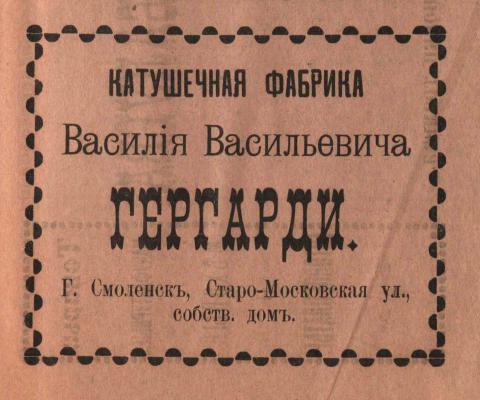 КАТУШЕЧНАЯ ФАБРИКА
Василія Васильевича
ГЕРГАРДИ.
Г. Смоленскъ, Старо-Московская ул.,
собств. домъ.